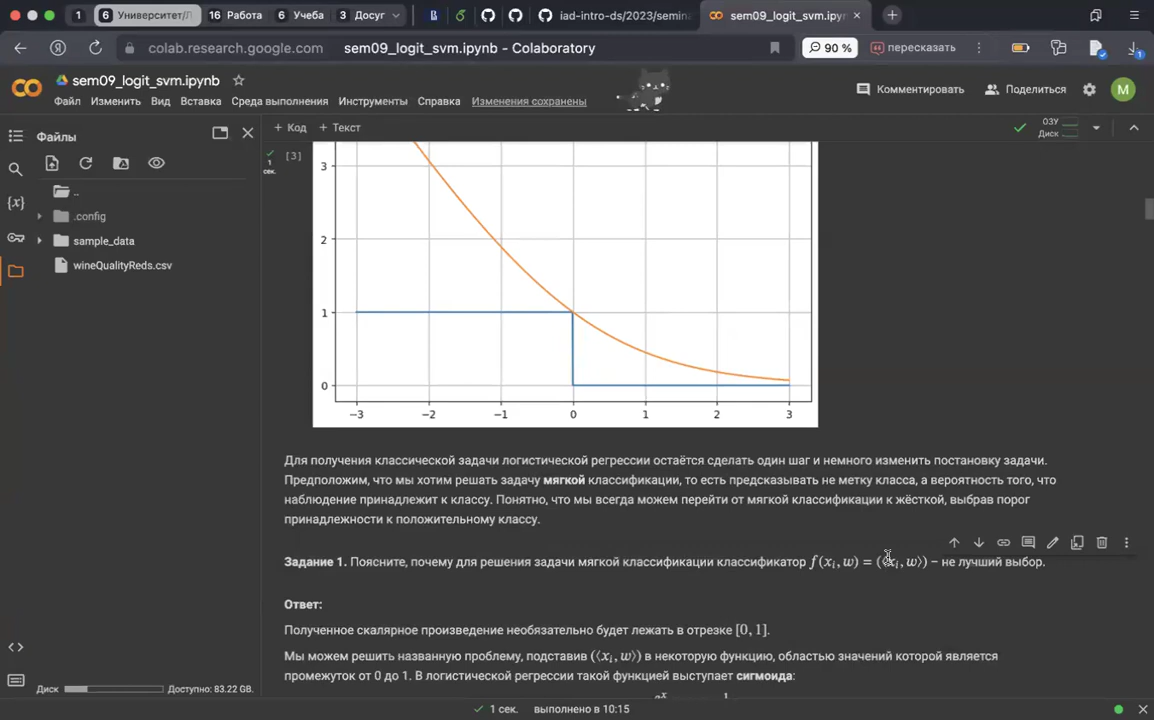 1
6 Университет/Л
16 Работа
6 Учеба
3 Досуг
iad-intro-ds/2023/semina
sem09_logit_svm.ipyn
colab.research.google.com
sem09_logit_svm.ipynb - Colaboratory
90 %
пересказать
1
sem09_logit_svm.ipynb
Файл Изменить Вид Вставка Среда выполнения Инструменты Справка Изменения сохранены
Комментировать
Поделиться
M
Файлы
+ Код + Текст
ОЗУ
Диск
..
.config
sample_data
wineQualityReds.csv
1
сек.
[3]
3
2
1
0
−3 −2 −1 0 1 2 3
Для получения классической задачи логистической регрессии остаётся сделать один шаг и немного изменить постановку задачи.
Предположим, что мы хотим решать задачу мягкой классификации, то есть предсказывать не метку класса, а вероятность того, что
наблюдение принадлежит к классу. Понятно, что мы всегда можем перейти от мягкой классификации к жёсткой, выбрав порог
принадлежности к положительному классу.
Задание 1. Поясните, почему для решения задачи мягкой классификации классификатор f(xᵢ, w) = (⟨xᵢ, w⟩) – не лучший выбор.
Ответ:
Полученное скалярное произведение необязательно будет лежать в отрезке [0, 1].
Мы можем решить названную проблему, подставив (⟨xᵢ, w⟩) в некоторую функцию, областью значений которой является
промежуток от 0 до 1. В логистической регрессии такой функцией выступает сигмоида:
Диск
Доступно: 83.22 GB.
1 сек. выполнено в 10:15